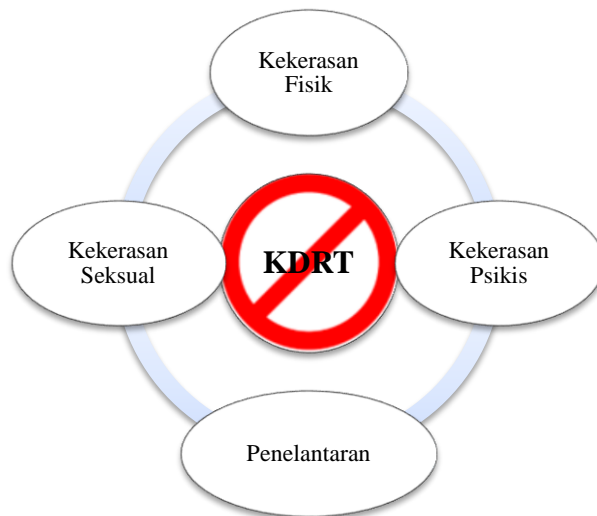 Kekerasan
Fisik
Kekerasan
Seksual
KDRT
Kekerasan
Psikis
Penelantaran